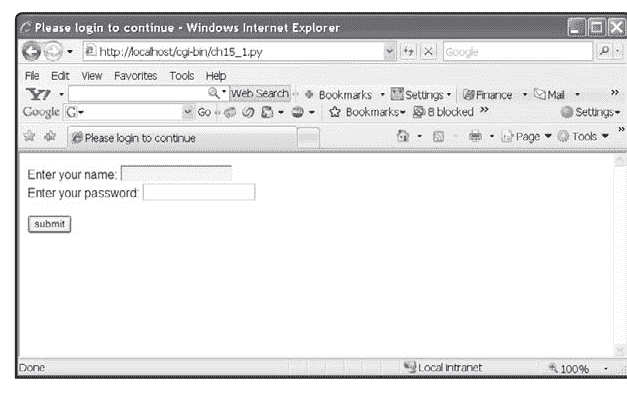 Please login to continue - Windows Internet Explorer
http://localhost/cgi-bin/ch15_1.py Google
File Edit View Favorites Tools Help
Y7 Web Search Bookmarks Settings Finance Mail »
Google G Go Bookmarks 8 blocked » Settings
Please login to continue Page Tools »
Enter your name:
Enter your password:
submit
Done Local intranet 100%